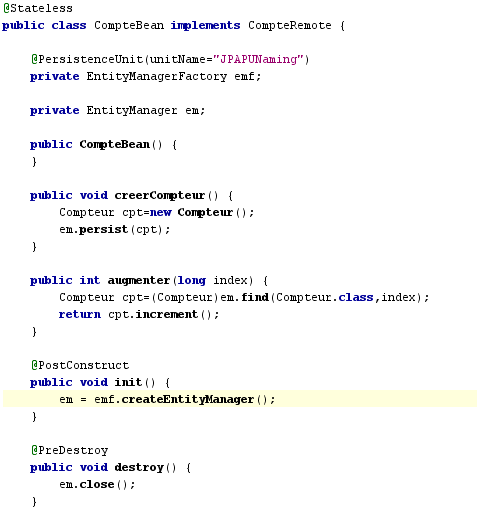 @Stateless
public class CompteBean implements CompteRemote {
@PersistenceUnit(unitName="JPAPUNaming")
private EntityManagerFactory emf;
private EntityManager em;
public CompteBean() {
}
public void creerCompteur() {
Compteur cpt=new Compteur();
em.persist(cpt);
}
public int augmenter(long index) {
Compteur cpt=(Compteur)em.find(Compteur.class,index);
return cpt.increment();
}
@PostConstruct
public void init() {
em = emf.createEntityManager();
}
@PreDestroy
public void destroy() {
em.close();
}